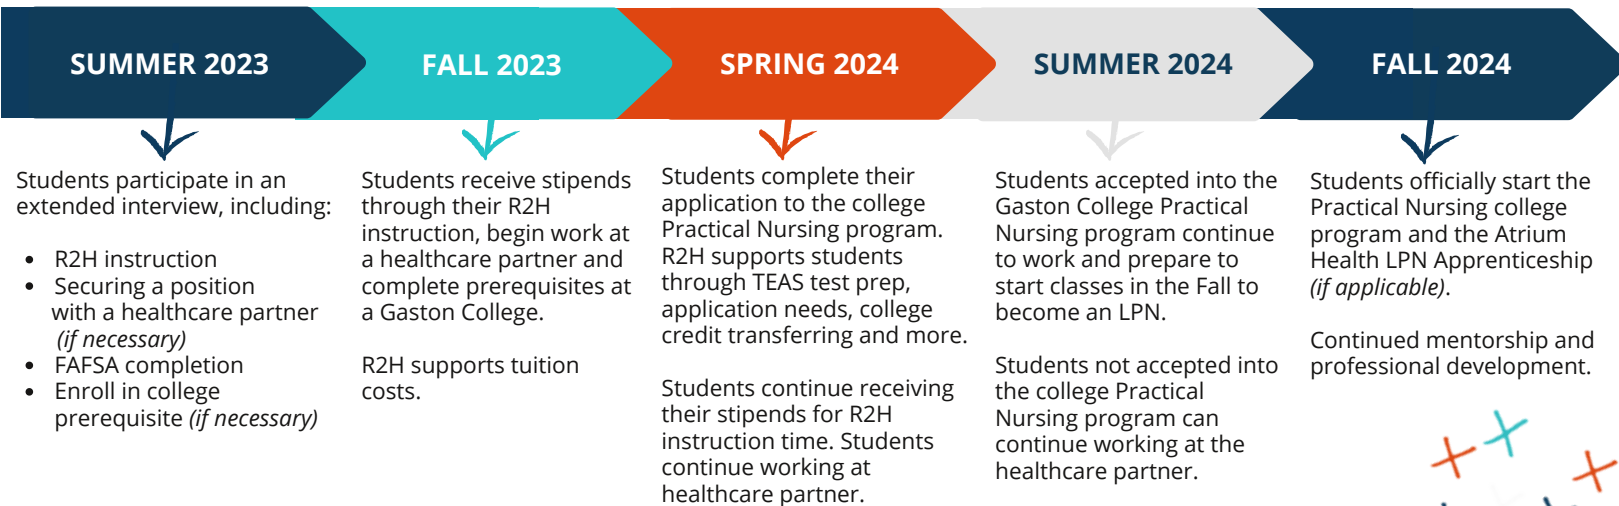 SUMMER 2023
Students participate in an
extended interview, including:
• R2H instruction
• Securing a position
with a healthcare partner
(if necessary)
• FAFSA completion
• Enroll in college
prerequisite (if necessary)
FALL 2023
Students receive stipends
through their R2H
instruction, begin work at
a healthcare partner and
complete prerequisites at
a Gaston College.
R2H supports tuition
costs.
SPRING 2024
Students complete their
application to the college
Practical Nursing program.
R2H supports students
through TEAS test prep,
application needs, college
credit transferring and more.
Students continue receiving
their stipends for R2H
instruction time. Students
continue working at
healthcare partner.
SUMMER 2024
Students accepted into the
Gaston College Practical
Nursing program continue
to work and prepare to
start classes in the Fall to
become an LPN.
Students not accepted into
the college Practical
Nursing program can
continue working at the
healthcare partner.
FALL 2024
Students officially start the
Practical Nursing college
program and the Atrium
Health LPN Apprenticeship
(if applicable).
Continued mentorship and
professional development.